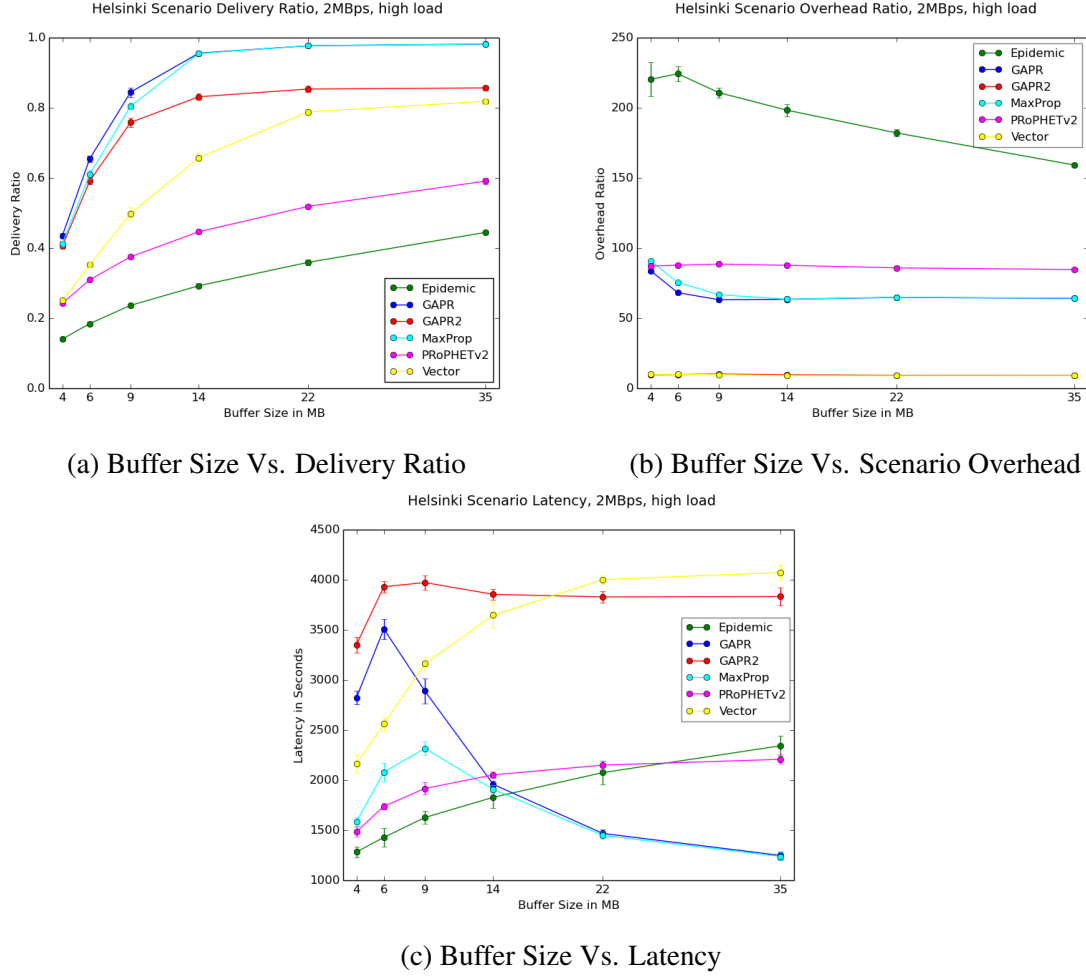 Helsinki Scenario Delivery Ratio, 2MBps, high load
1.0
0.8
0.6
0.4
0.2
0.0
Delivery Ratio
4 6 9 14 22 35
Buffer Size in MB
Epidemic
GAPR
GAPR2
MaxProp
PRoPHETv2
Vector
(a) Buffer Size Vs. Delivery Ratio
Helsinki Scenario Overhead Ratio, 2MBps, high load
250
200
150
100
50
0
Overhead Ratio
4 6 9 14 22 35
Buffer Size in MB
Epidemic
GAPR
GAPR2
MaxProp
PRoPHETv2
Vector
(b) Buffer Size Vs. Scenario Overhead
Helsinki Scenario Latency, 2MBps, high load
4500
4000
3500
3000
2500
2000
1500
1000
Latency in Seconds
4 6 9 14 22 35
Buffer Size in MB
Epidemic
GAPR
GAPR2
MaxProp
PRoPHETv2
Vector
(c) Buffer Size Vs. Latency